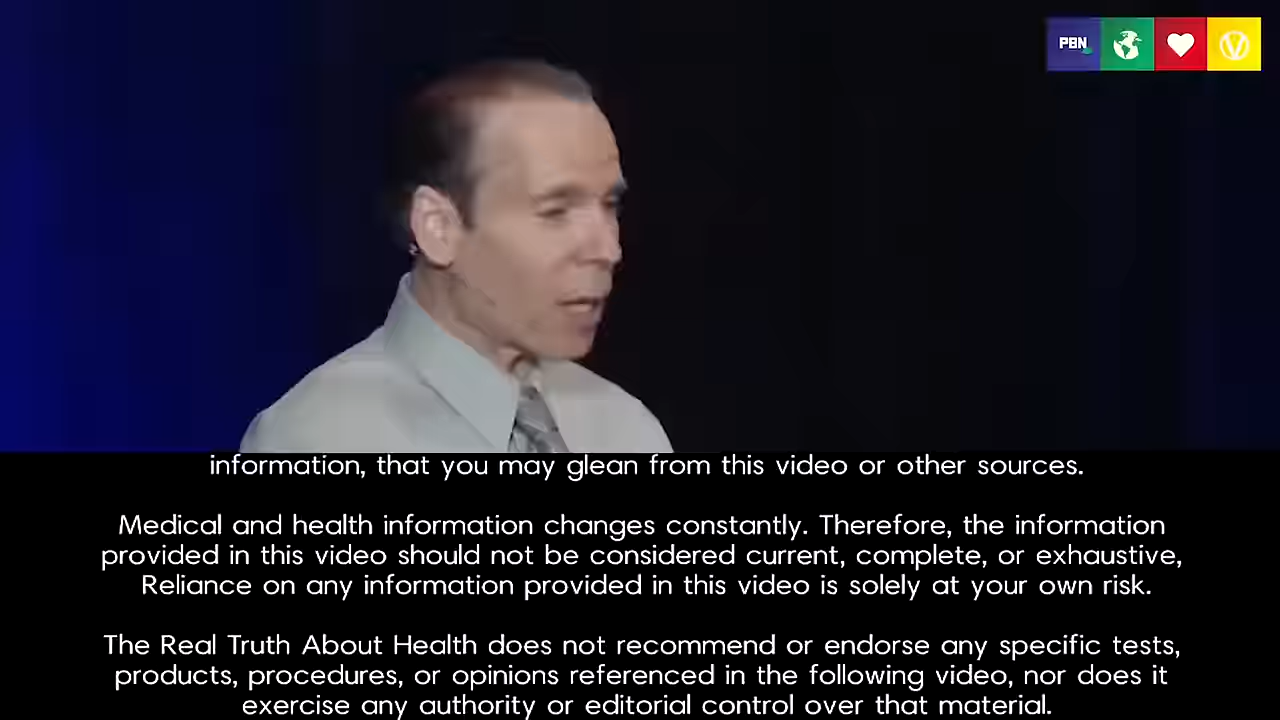 PBN
information, that you may glean from this video or other sources.
Medical and health information changes constantly. Therefore, the information
provided in this video should not be considered current, complete, or exhaustive,
Reliance on any information provided in this video is solely at your own risk.
The Real Truth About Health does not recommend or endorse any specific tests,
products, procedures, or opinions referenced in the following video, nor does it
exercise any authority or editorial control over that material.